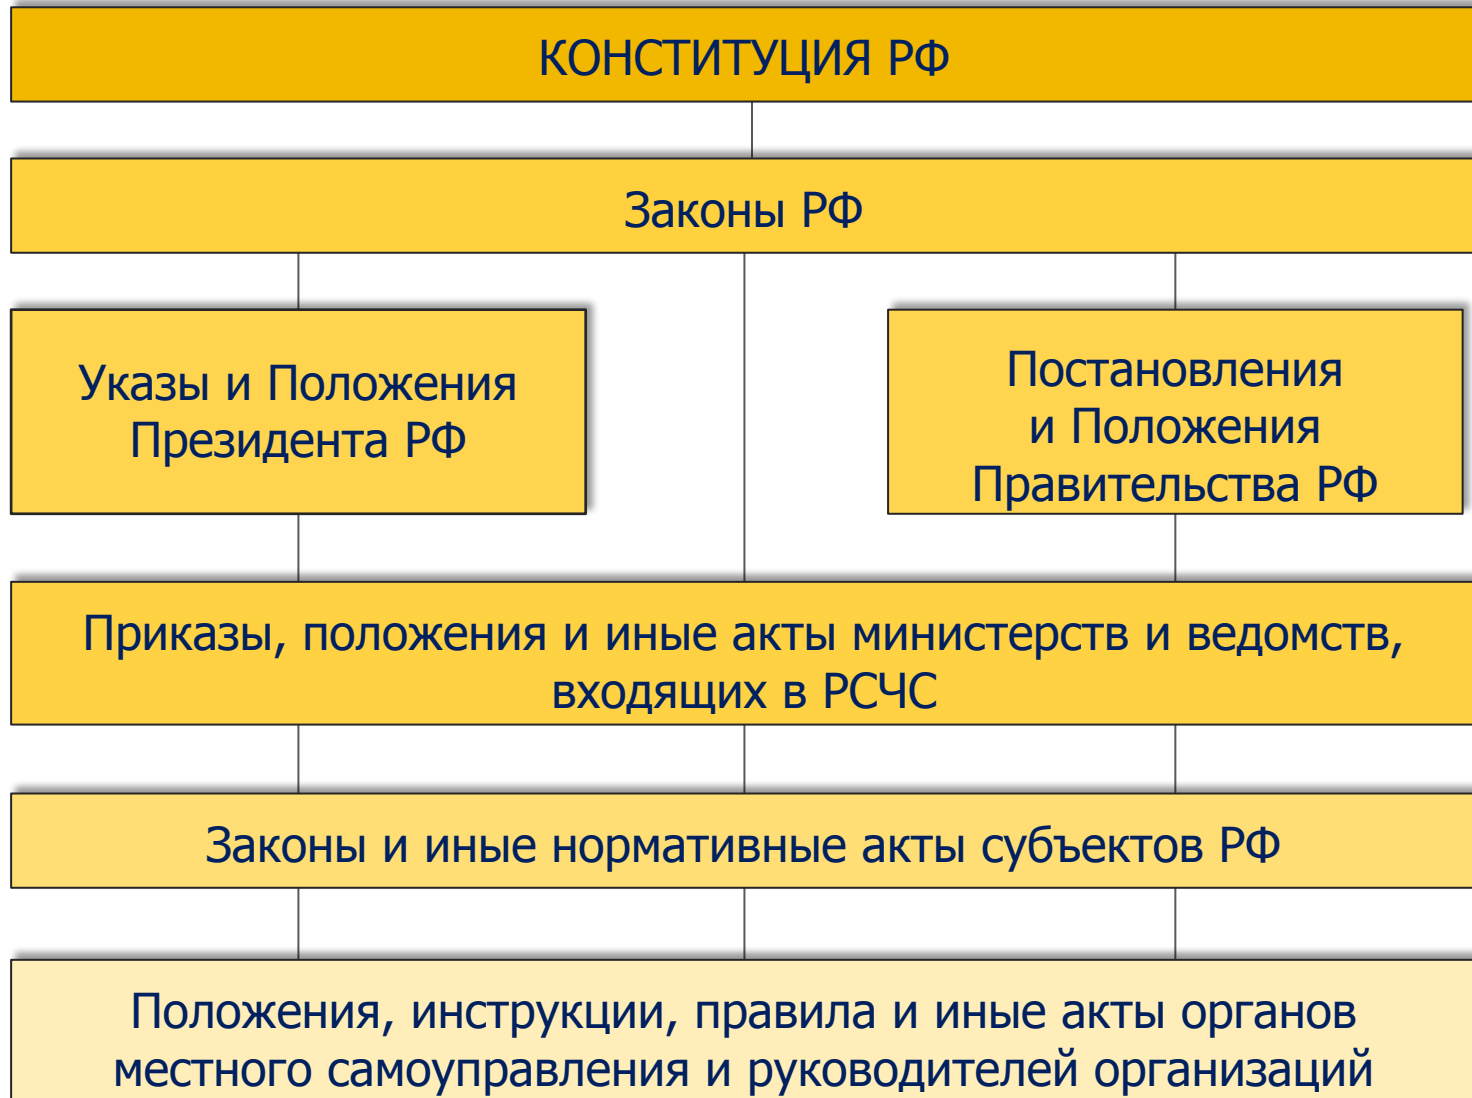 КОНСТИТУЦИЯ РФ
Законы РФ
Указы и Положения
Президента РФ
Постановления
и Положения
Правительства РФ
Приказы, положения и иные акты министерств и ведомств,
входящих в РСЧС
Законы и иные нормативные акты субъектов РФ
Положения, инструкции, правила и иные акты органов
местного самоуправления и руководителей организаций